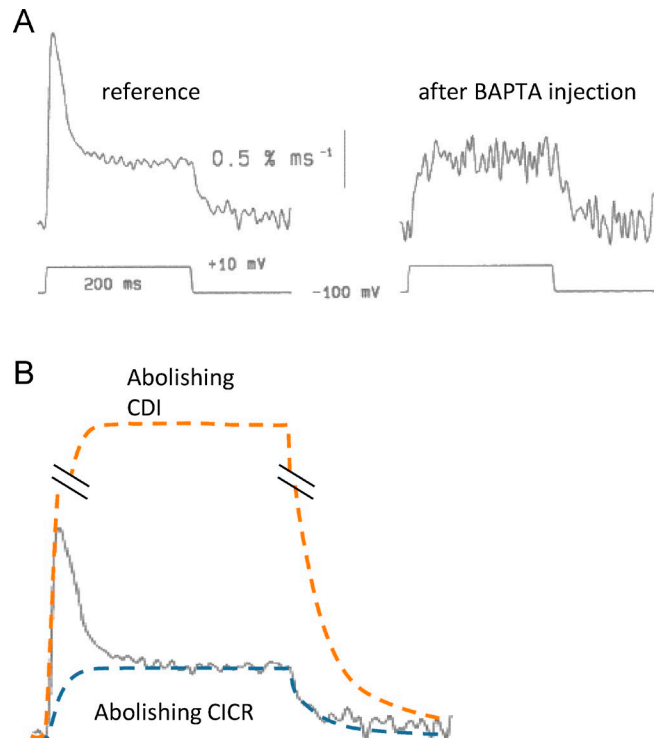 A
reference
after BAPTA injection
0.5 % ms⁻¹
+10 mV
200 ms
-100 mV
B
Abolishing
CDI
Abolishing CICR